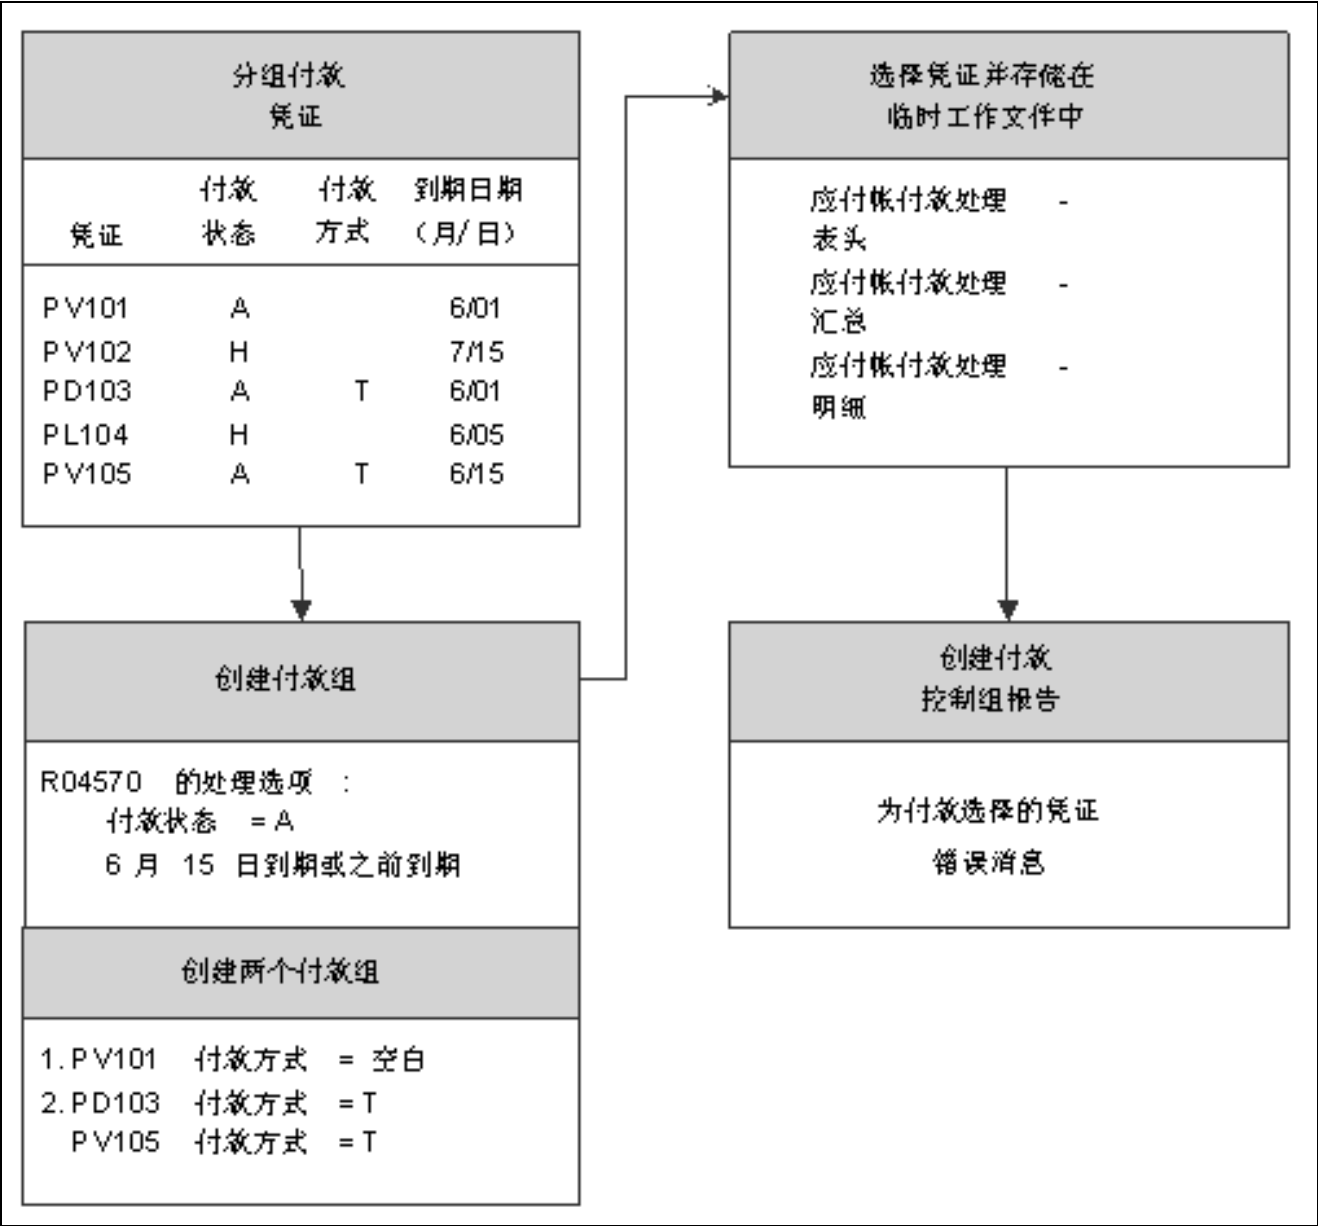 分组付款
凭证
付款 付款 到期日期
凭证 状态 方式 (月/日)
PV101 A 6/01
PV102 H 7/15
PD103 A T 6/01
PL104 H 6/05
PV105 A T 6/15
创建付款组
R04570 的处理选项 :
付款状态 = A
6 月 15 日到期或之前到期
创建两个付款组
1. PV101 付款方式 = 空白
2. PD103 付款方式 = T
PV105 付款方式 = T
选择凭证并存储在
临时工作文件中
应付帐付款处理 -
表头
应付帐付款处理 -
汇总
应付帐付款处理 -
明细
创建付款
控制组报告
为付款选择的凭证
错误消息